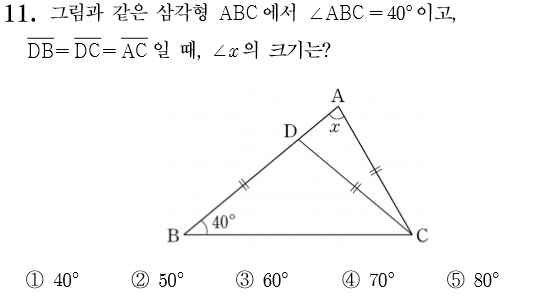 11. 그림과 같은 삼각형 ABC에서 ∠ABC = 40°이고,
DB = DC = AC 일 때, ∠x의 크기는?
A
x
D
40°
B
C
① 40° ② 50° ③ 60° ④ 70° ⑤ 80°